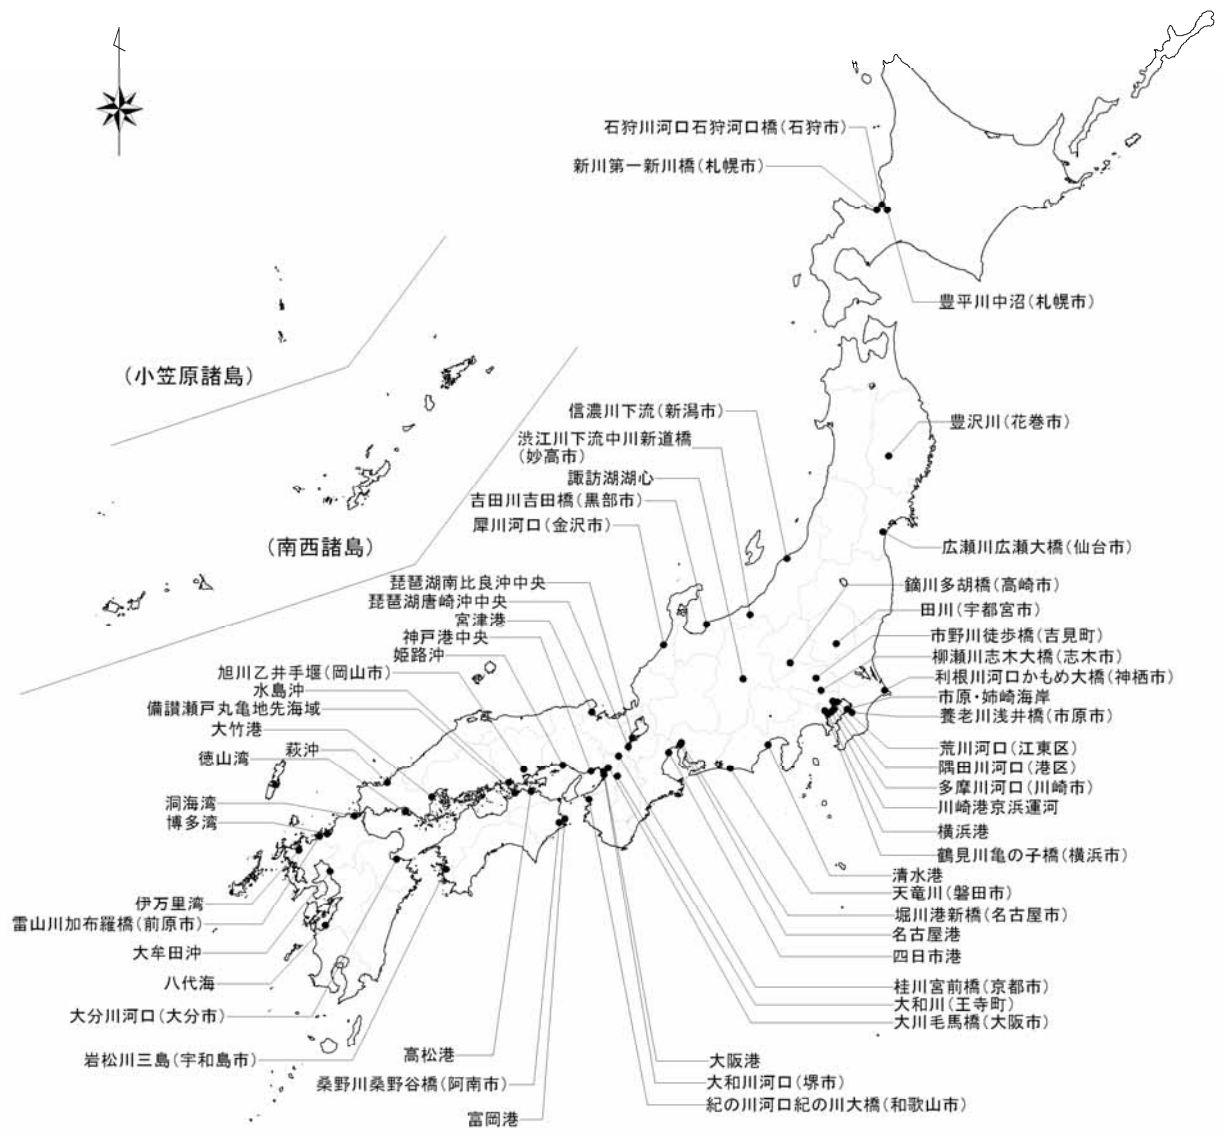 石狩川河口石狩河口橋(石狩市)
新川第一新川橋(札幌市)
豊平川中沼(札幌市)
(小笠原諸島)
(南西諸島)
信濃川下流(新潟市)
渋江川下流中川新道橋
(妙高市)
諏訪湖湖心
吉田川吉田橋(黒部市)
犀川河口(金沢市)
琵琶湖南比良沖中央
琵琶湖唐崎沖中央
宮津港
神戸港中央
姫路沖
旭川乙井手堰(岡山市)
水島沖
備讃瀬戸丸亀地先海域
大竹港
萩沖
徳山湾
洞海湾
博多湾
伊万里湾
雷山川加布羅橋(前原市)
大牟田沖
八代海
大分川河口(大分市)
岩松川三島(宇和島市)
高松港
桑野川桑野谷橋(阿南市)
富岡港
豊沢川(花巻市)
広瀬川広瀬大橋(仙台市)
鏑川多胡橋(高崎市)
田川(宇都宮市)
市野川徒歩橋(吉見町)
柳瀬川志木大橋(志木市)
利根川河口かもめ大橋(神栖市)
市原・姉崎海岸
養老川浅井橋(市原市)
荒川河口(江東区)
隅田川河口(港区)
多摩川河口(川崎市)
川崎港京浜運河
横浜港
鶴見川亀の子橋(横浜市)
清水港
天竜川(磐田市)
堀川港新橋(名古屋市)
名古屋港
四日市港
桂川宮前橋(京都市)
大和川(王寺町)
大川毛馬橋(大阪市)
大阪港
大和川河口(堺市)
紀の川河口紀の川大橋(和歌山市)